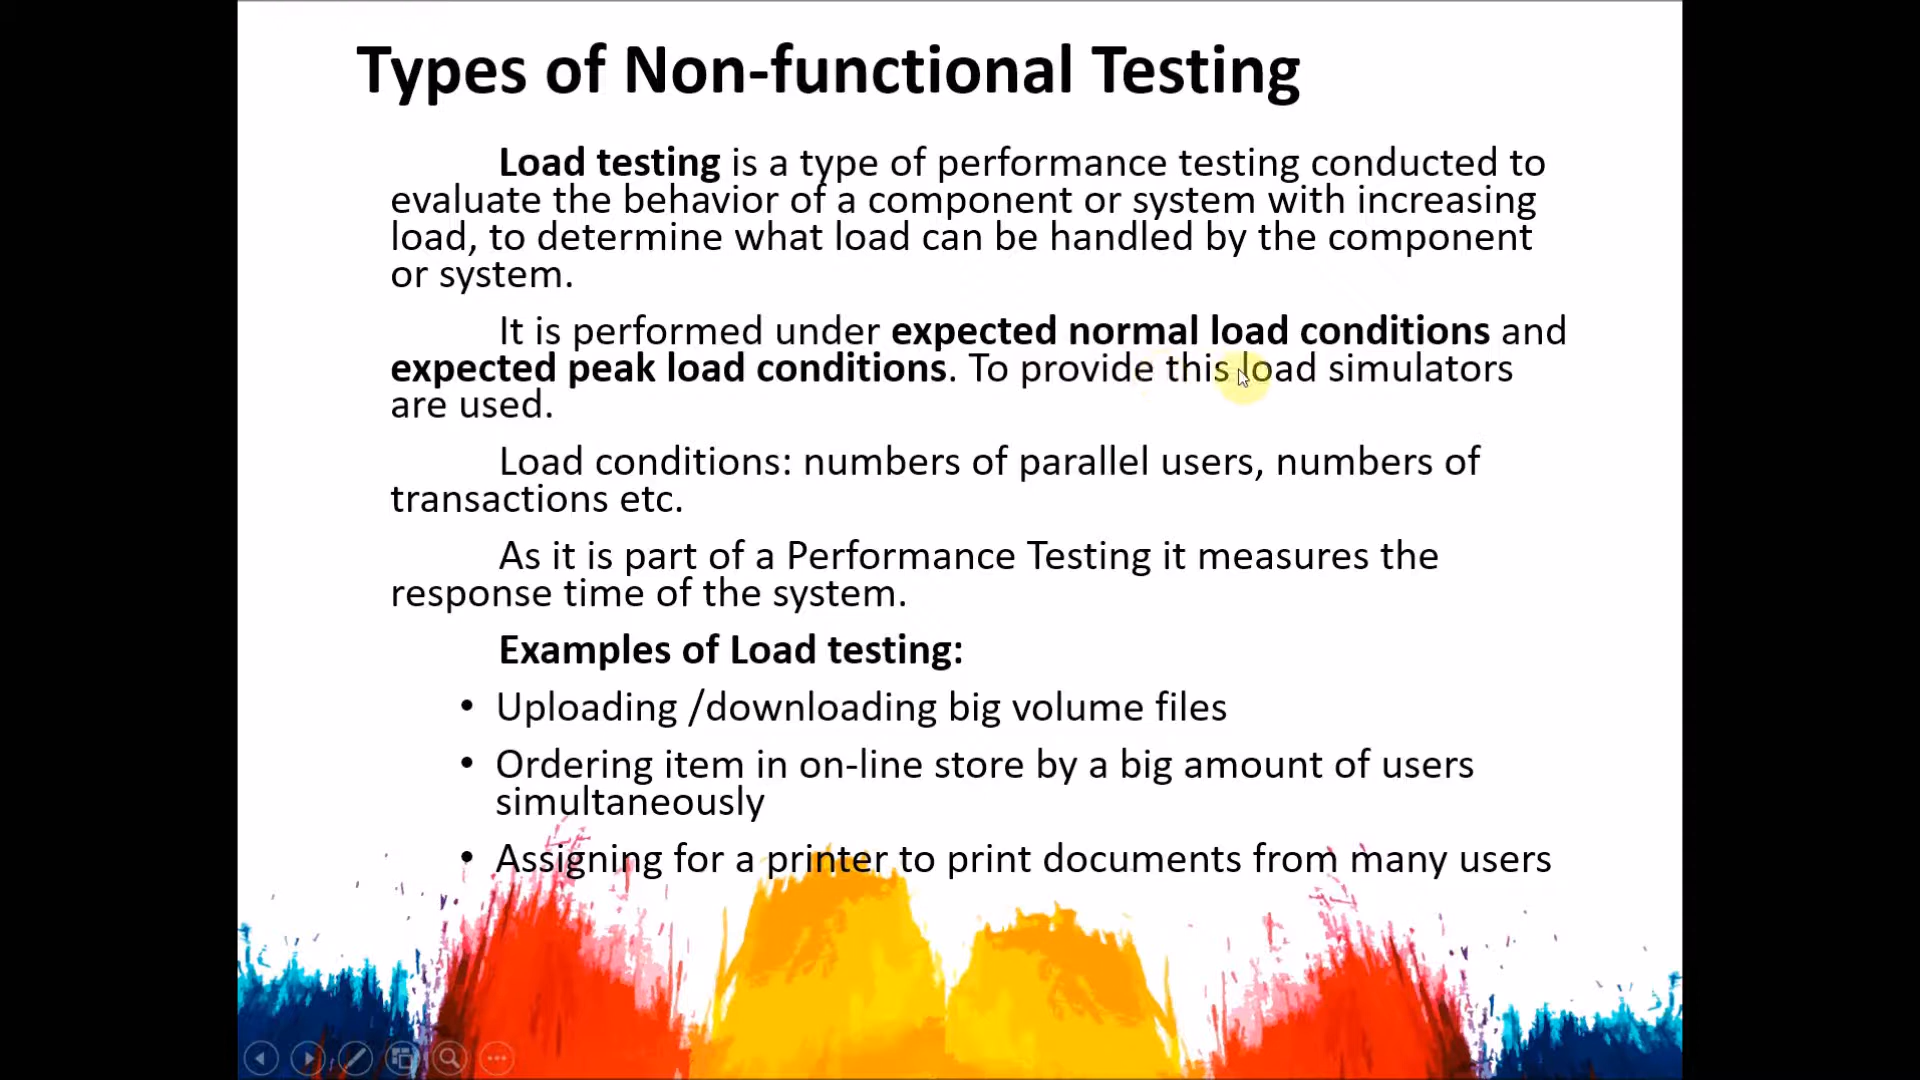 Types of Non-functional Testing
Load testing is a type of performance testing conducted to
evaluate the behavior of a component or system with increasing
load, to determine what load can be handled by the component
or system.
It is performed under expected normal load conditions and
expected peak load conditions. To provide this load simulators
are used.
Load conditions: numbers of parallel users, numbers of
transactions etc.
As it is part of a Performance Testing it measures the
response time of the system.
Examples of Load testing:
• Uploading /downloading big volume files
• Ordering item in on-line store by a big amount of users
simultaneously
• Assigning for a printer to print documents from many users